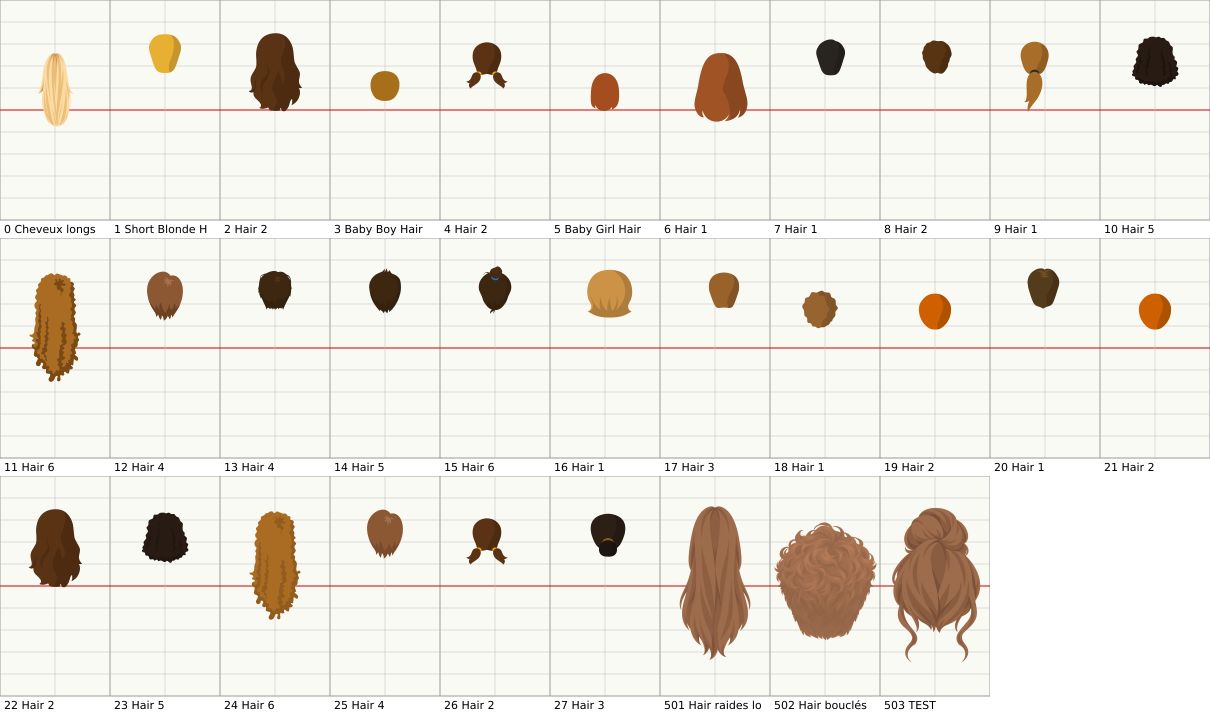 0 Cheveux longs
1 Short Blonde H
2 Hair 2
3 Baby Boy Hair
4 Hair 2
5 Baby Girl Hair
6 Hair 1
7 Hair 1
8 Hair 2
9 Hair 1
10 Hair 5
11 Hair 6
12 Hair 4
13 Hair 4
14 Hair 5
15 Hair 6
16 Hair 1
17 Hair 3
18 Hair 1
19 Hair 2
20 Hair 1
21 Hair 2
22 Hair 2
23 Hair 5
24 Hair 6
25 Hair 4
26 Hair 2
27 Hair 3
501 Hair raides lo
502 Hair bouclés
503 TEST